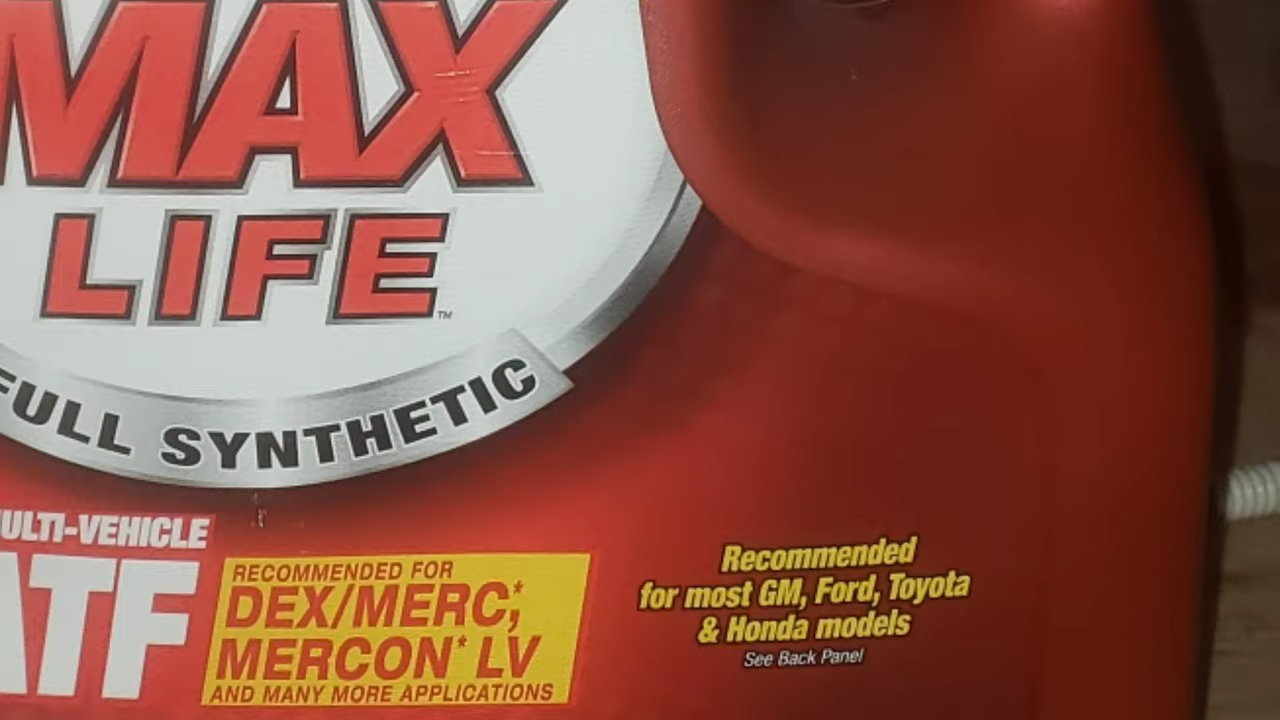 MAX
LIFE™
FULL SYNTHETIC
ULTI-VEHICLE
ATF
RECOMMENDED FOR
DEX/MERC,*
MERCON* LV
AND MANY MORE APPLICATIONS
Recommended
for most GM, Ford, Toyota
& Honda models
See Back Panel